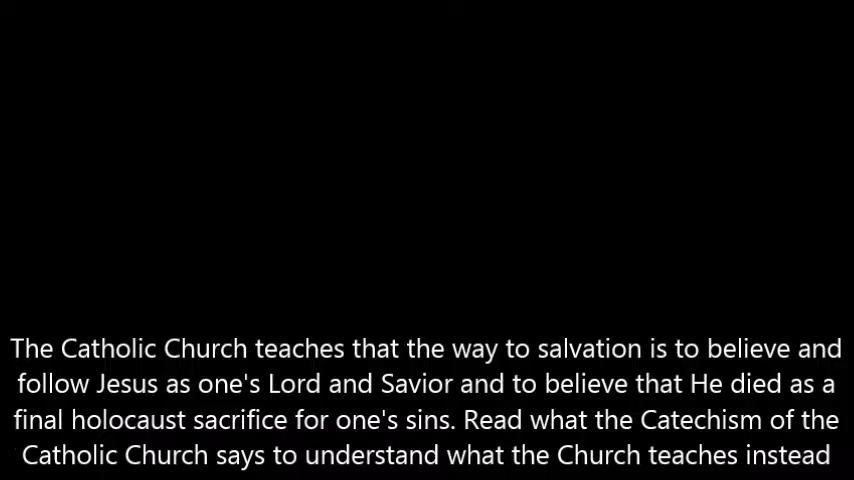 The Catholic Church teaches that the way to salvation is to believe and
follow Jesus as one's Lord and Savior and to believe that He died as a
final holocaust sacrifice for one's sins. Read what the Catechism of the
Catholic Church says to understand what the Church teaches instead